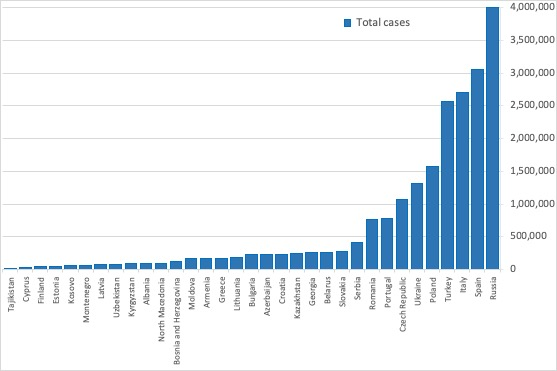 Total cases
4,000,000
3,500,000
3,000,000
2,500,000
2,000,000
1,500,000
1,000,000
500,000
0
Tajikistan
Cyprus
Finland
Estonia
Kosovo
Montenegro
Latvia
Uzbekistan
Kyrgyzstan
Albania
North Macedonia
Bosnia and Herzegovina
Moldova
Armenia
Greece
Lithuania
Bulgaria
Azerbaijan
Croatia
Kazakhstan
Georgia
Belarus
Slovakia
Serbia
Romania
Portugal
Czech Republic
Ukraine
Poland
Turkey
Italy
Spain
Russia